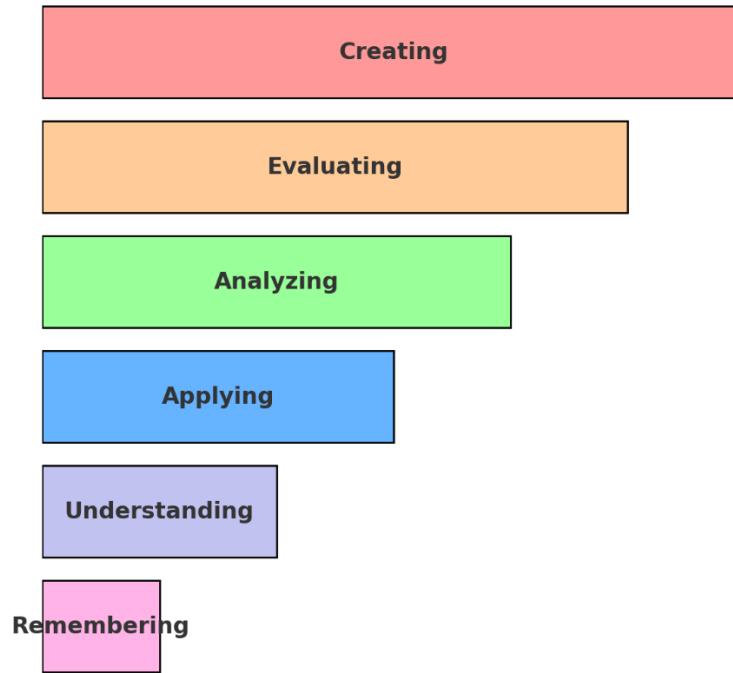 Creating
Evaluating
Analyzing
Applying
Understanding
Remembering